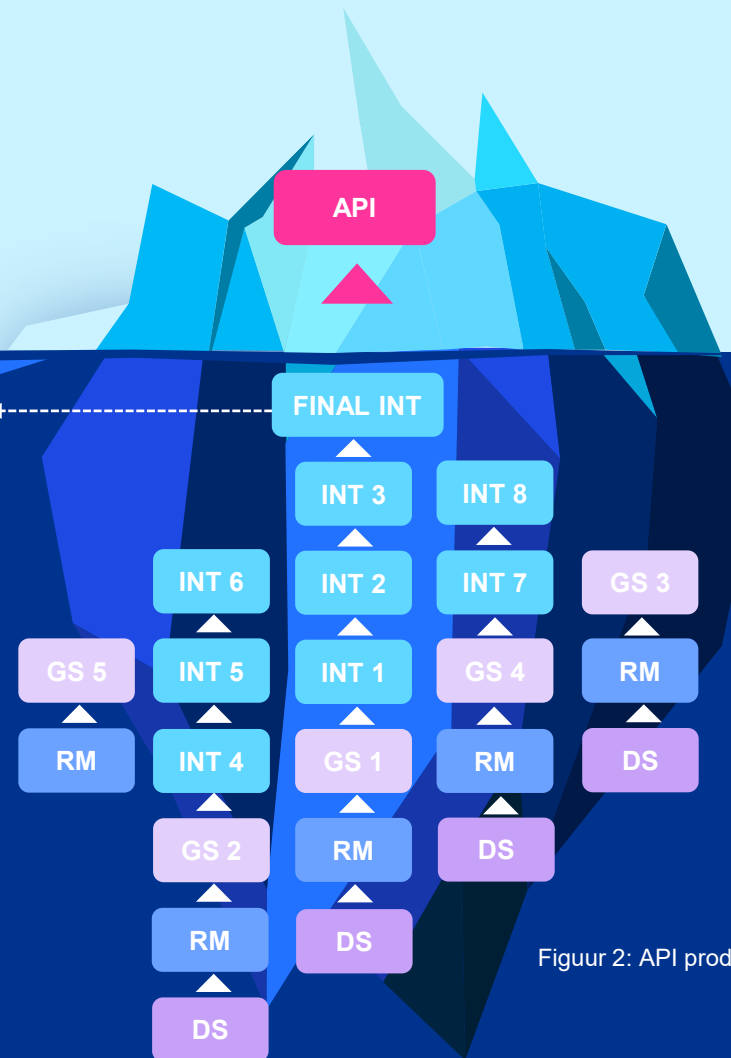 API
FINAL INT
INT 3
INT 8
INT 6
INT 2
INT 7
GS 3
GS 5
INT 5
INT 1
GS 4
RM
RM
INT 4
GS 1
RM
DS
GS 2
RM
DS
RM
DS
Figuur 2: API prod
DS